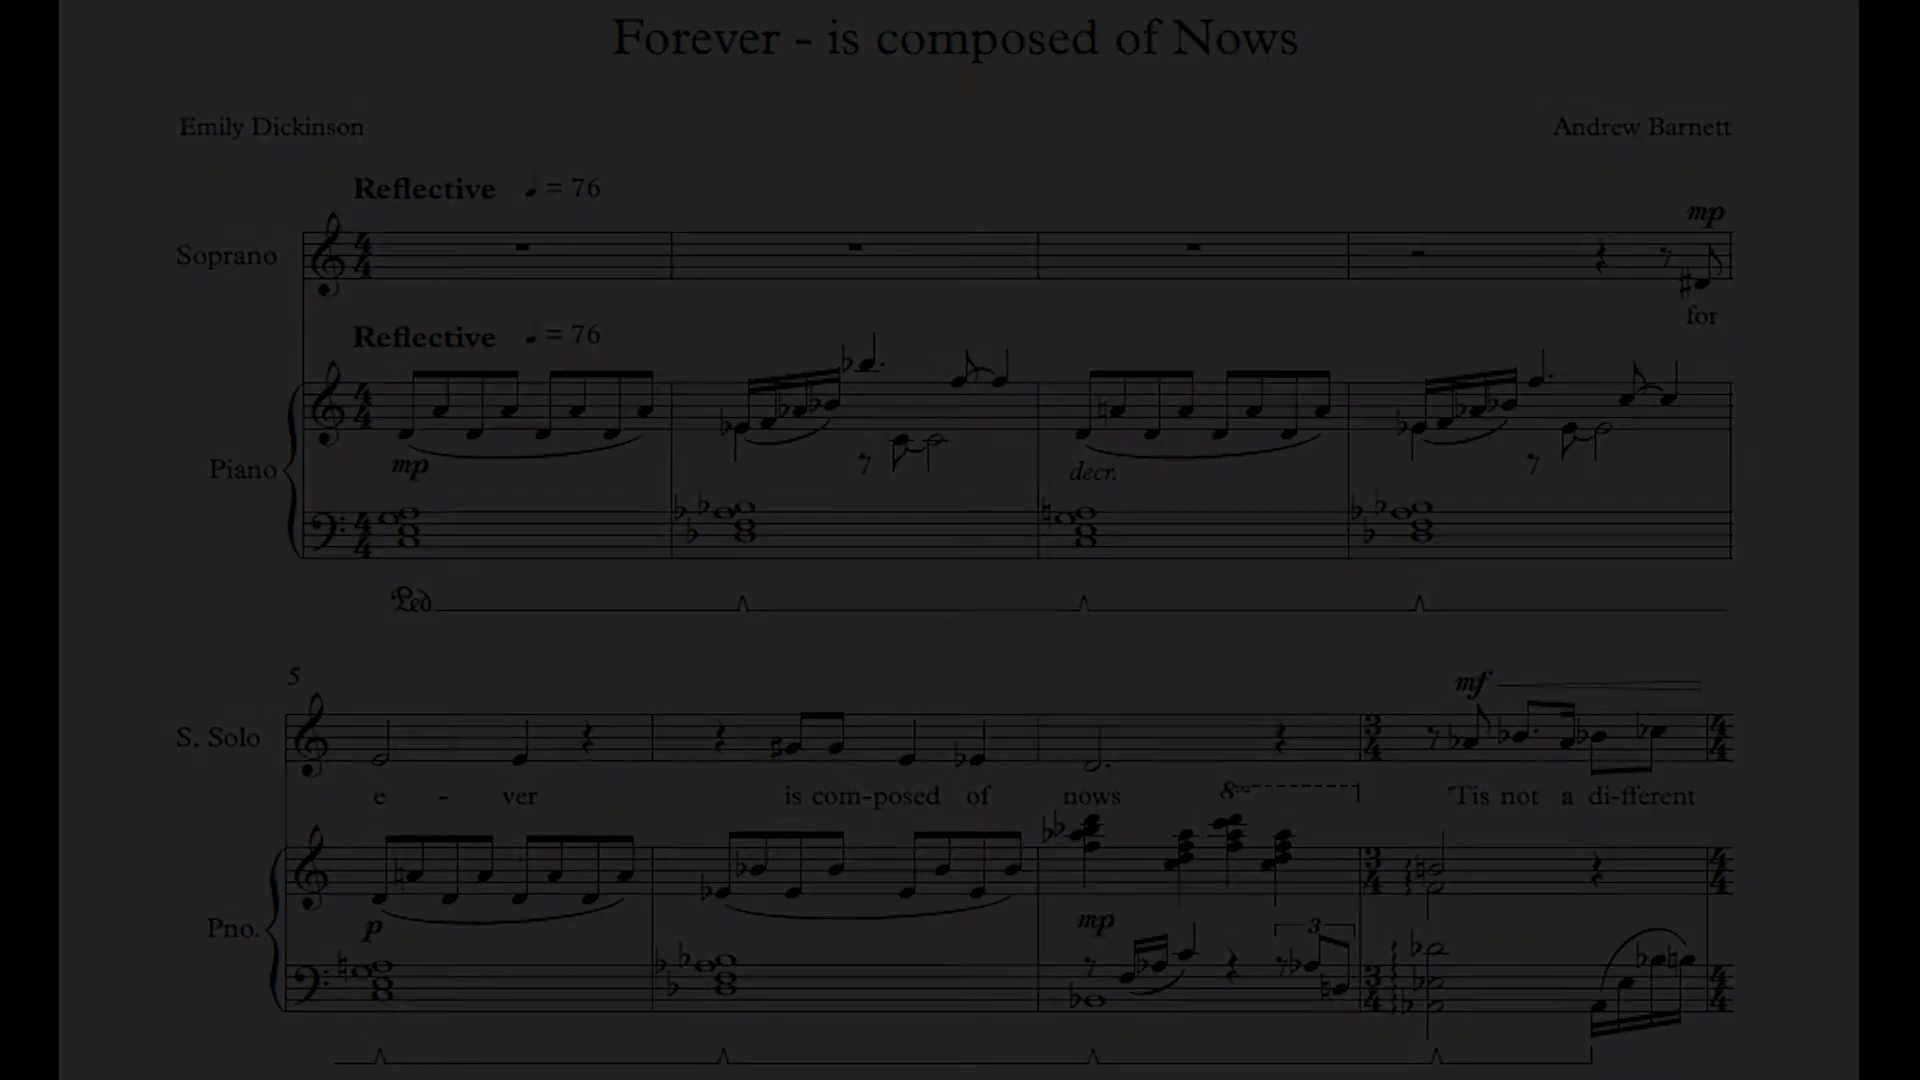 Forever - is composed of Nows
Emily Dickinson
Andrew Barnett
Reflective ♩ = 76
mp
Soprano
for
Reflective ♩ = 76
Piano
mp
decr.
Ped
5
mf
S. Solo
e - ver is com-posed of nows 'Tis not a di-fferent
8va
Pno.
p
mp
3